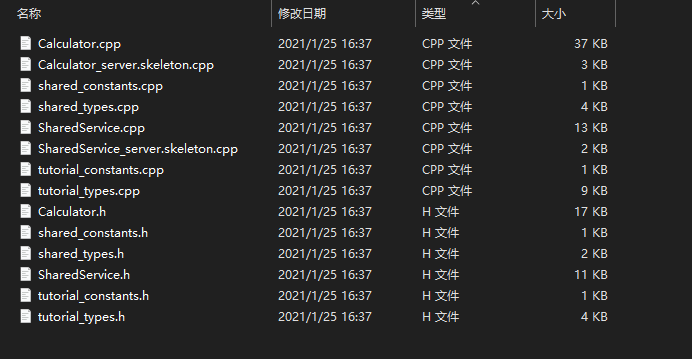 名称 修改日期 类型 大小
Calculator.cpp 2021/1/25 16:37 CPP 文件 37 KB
Calculator_server.skeleton.cpp 2021/1/25 16:37 CPP 文件 3 KB
shared_constants.cpp 2021/1/25 16:37 CPP 文件 1 KB
shared_types.cpp 2021/1/25 16:37 CPP 文件 4 KB
SharedService.cpp 2021/1/25 16:37 CPP 文件 13 KB
SharedService_server.skeleton.cpp 2021/1/25 16:37 CPP 文件 2 KB
tutorial_constants.cpp 2021/1/25 16:37 CPP 文件 1 KB
tutorial_types.cpp 2021/1/25 16:37 CPP 文件 9 KB
Calculator.h 2021/1/25 16:37 H 文件 17 KB
shared_constants.h 2021/1/25 16:37 H 文件 1 KB
shared_types.h 2021/1/25 16:37 H 文件 2 KB
SharedService.h 2021/1/25 16:37 H 文件 11 KB
tutorial_constants.h 2021/1/25 16:37 H 文件 1 KB
tutorial_types.h 2021/1/25 16:37 H 文件 4 KB